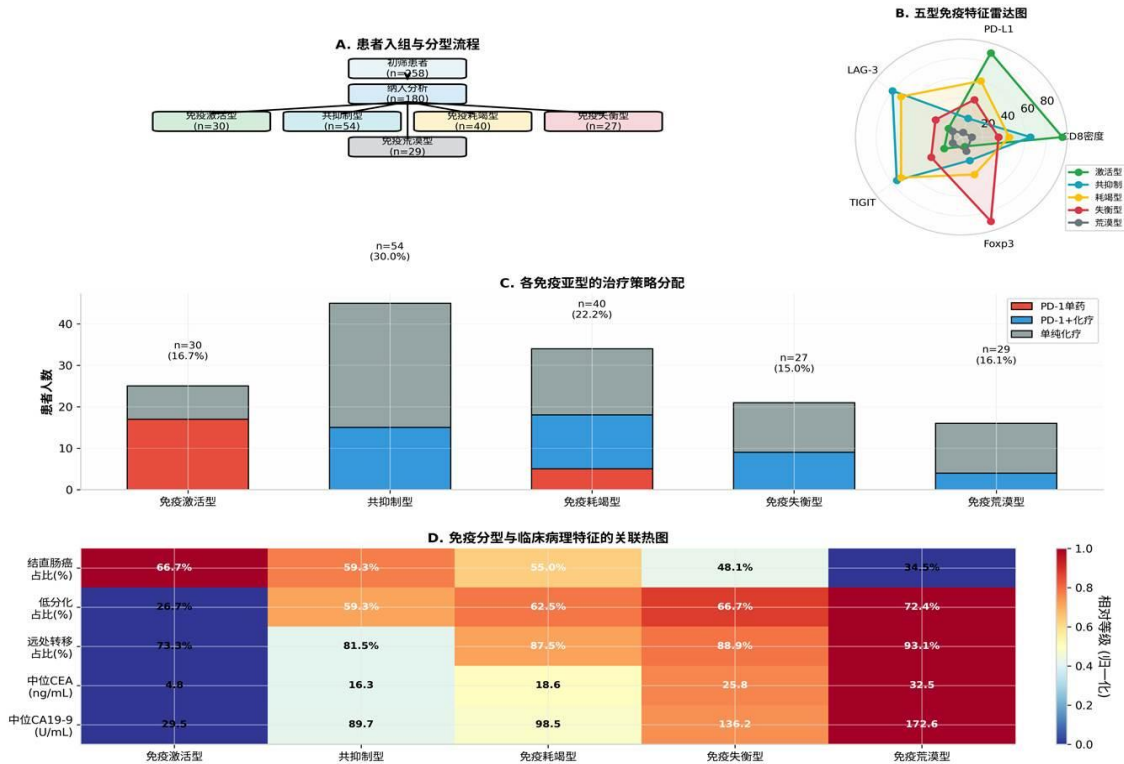 A. 患者入组与分型流程
初筛患者
(n=258)
纳入分析
(n=180)
免疫激活型
(n=30)
共抑制型
(n=54)
免疫耗竭型
(n=40)
免疫失衡型
(n=27)
免疫荒漠型
(n=29)
B. 五型免疫特征雷达图
PD-L1
LAG-3
TIGIT
Foxp3
CD8密度
20
40
60
80
激活型
共抑制
耗竭型
失衡型
荒漠型
C. 各免疫亚型的治疗策略分配
患者人数
40
30
20
10
0
n=30
(16.7%)
n=54
(30.0%)
n=40
(22.2%)
n=27
(15.0%)
n=29
(16.1%)
PD-1单药
PD-1+化疗
单纯化疗
免疫激活型
共抑制型
免疫耗竭型
免疫失衡型
免疫荒漠型
D. 免疫分型与临床病理特征的关联热图
结直肠癌
占比(%)
66.7%
59.3%
55.0%
48.1%
34.5%
低分化
占比(%)
26.7%
59.3%
62.5%
66.7%
72.4%
远处转移
占比(%)
73.3%
81.5%
87.5%
88.9%
93.1%
中位CEA
(ng/mL)
4.8
16.3
18.6
25.8
32.5
中位CA19-9
(U/mL)
29.5
89.7
98.5
136.2
172.6
免疫激活型
共抑制型
免疫耗竭型
免疫失衡型
免疫荒漠型
1.0
0.8
0.6
0.4
0.2
0.0
相对等级 (归一化)